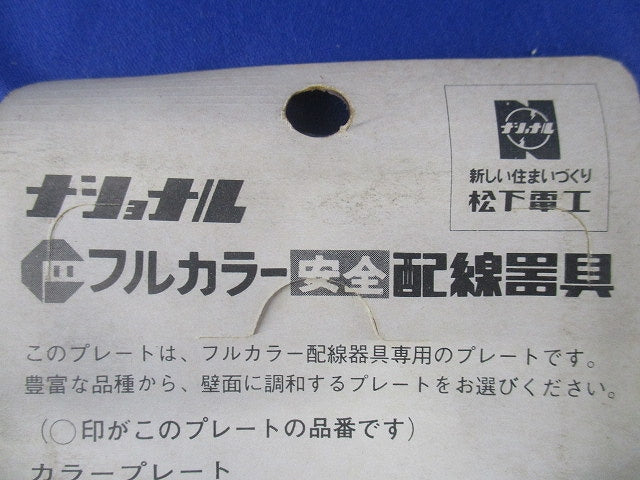 ナショナル
新しい住まいづくり
松下電工
ナショナル
フルカラー安全配線器具
このプレートは、フルカラー配線器具専用のプレートです。
豊富な品種から、壁面に調和するプレートをお選びください。
(○印がこのプレートの品番です)
カラープレート